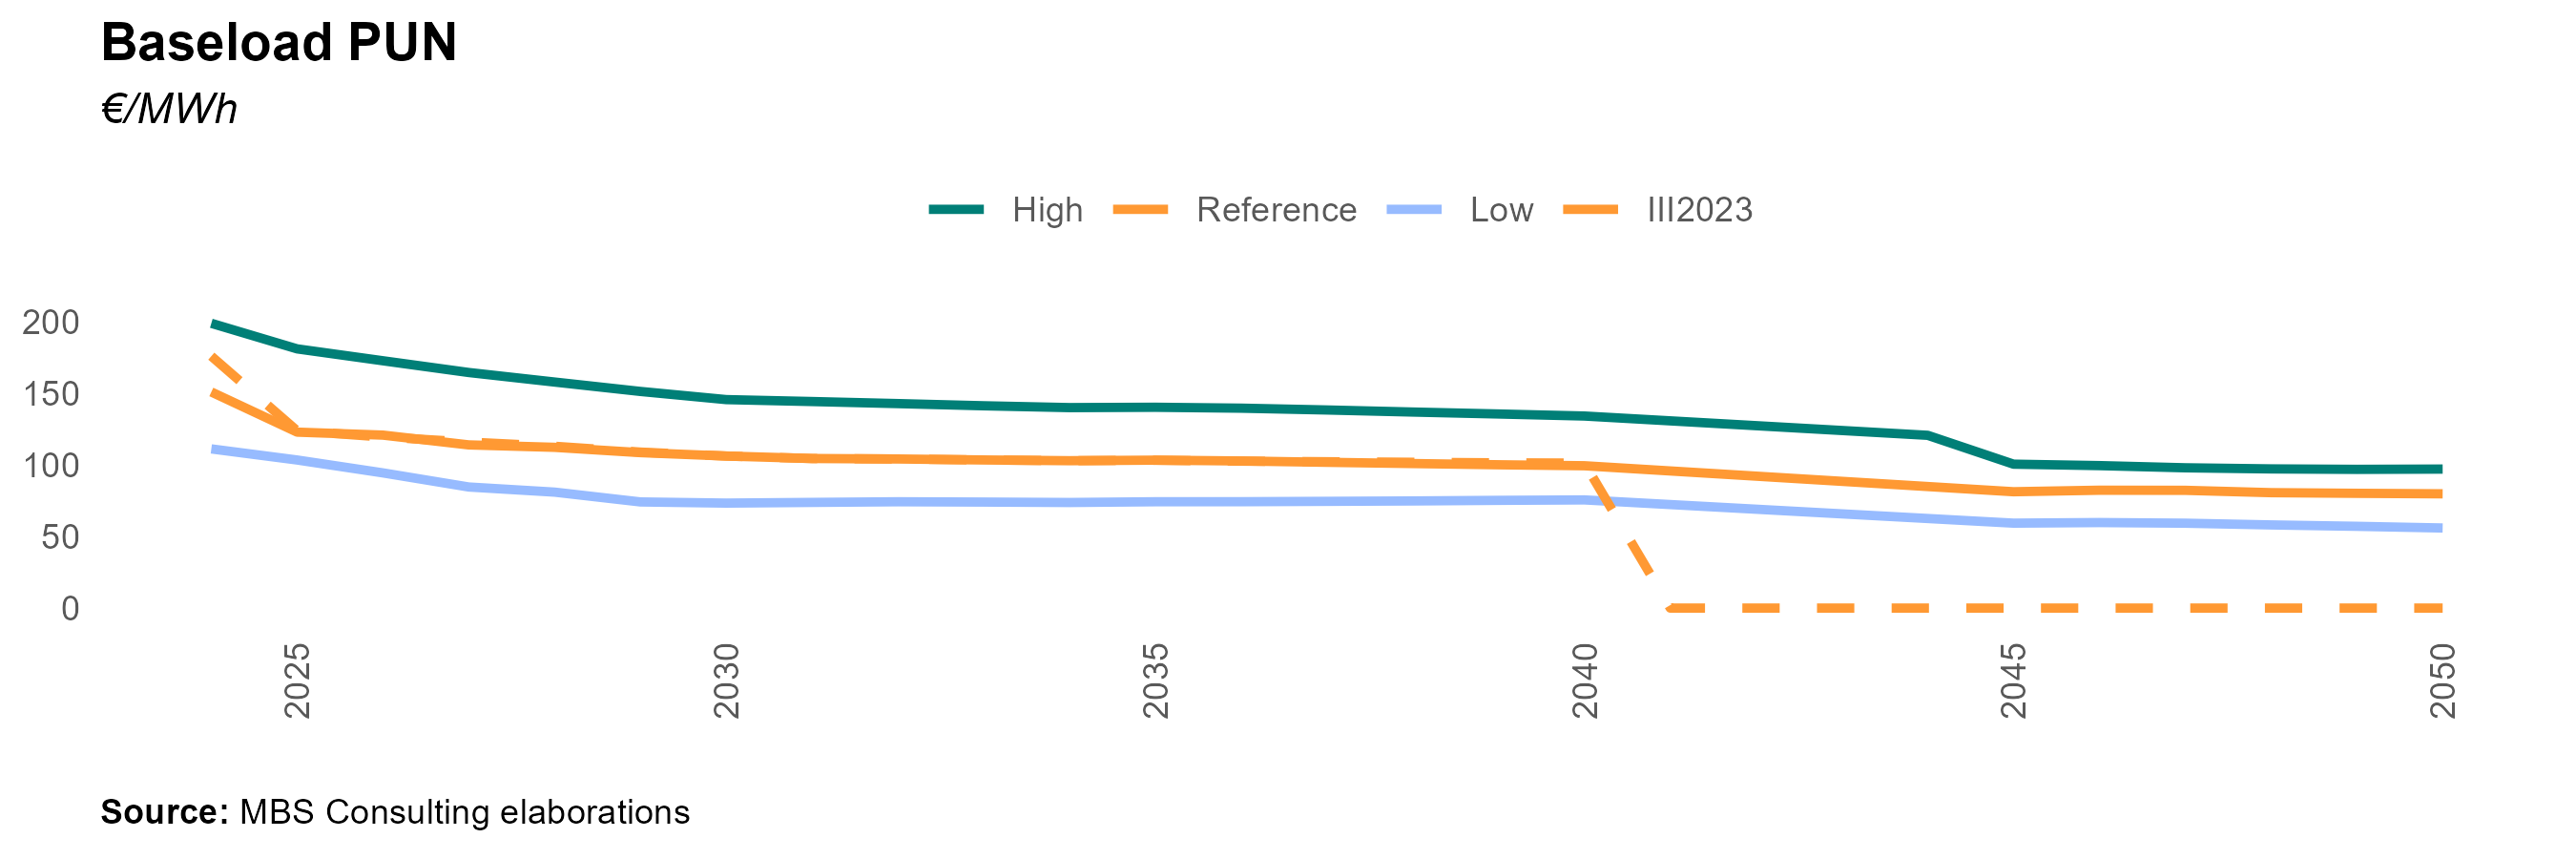 Baseload PUN
€/MWh
High Reference Low III2023
200
150
100
50
0
2025 2030 2035 2040 2045 2050
Source: MBS Consulting elaborations